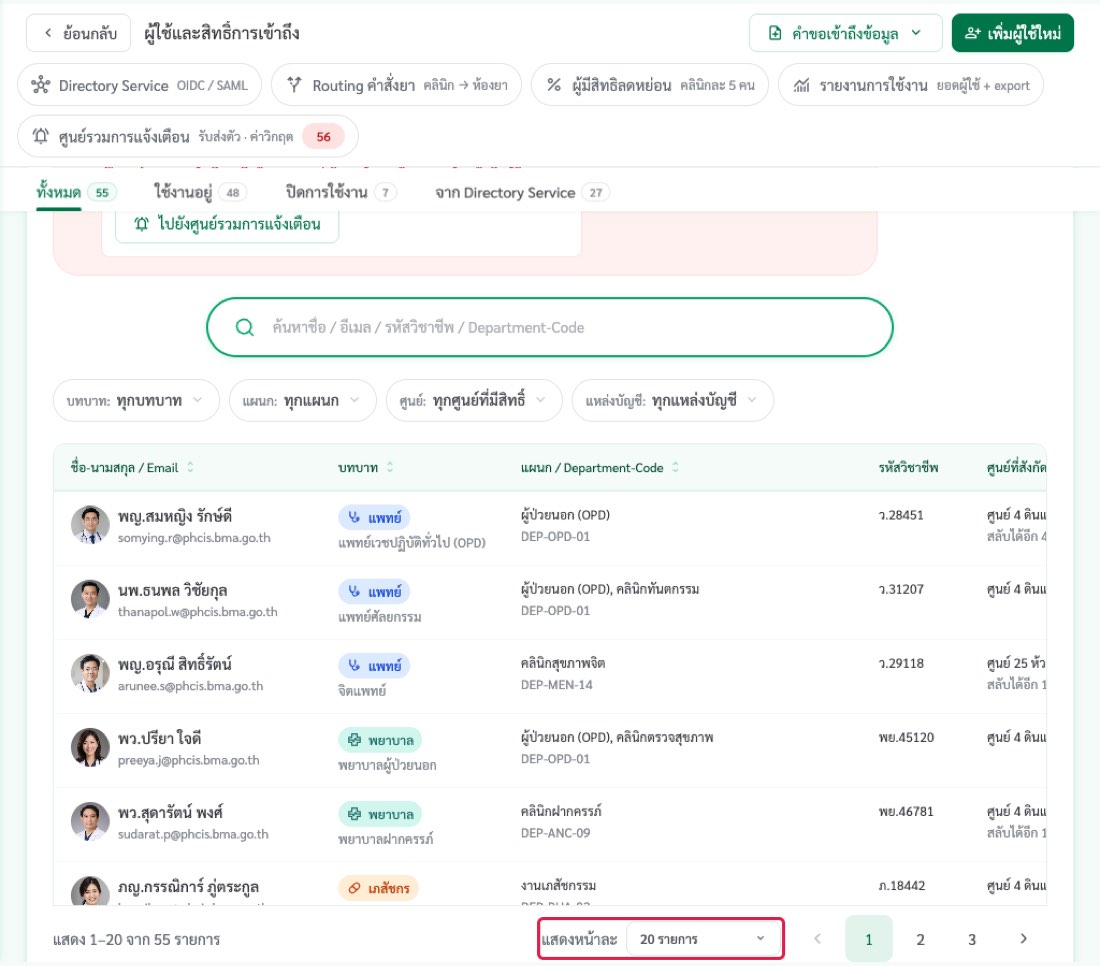 ย้อนกลับ ผู้ใช้และสิทธิ์การเข้าถึง คำขอเข้าถึงข้อมูล เพิ่มผู้ใช้ใหม่
Directory Service OIDC / SAML Routing คำสั่งยา คลินิก → ห้องยา ผู้มีสิทธิลดหย่อน คลินิกละ 5 คน รายงานการใช้งาน ยอดผู้ใช้ + export
ศูนย์รวมการแจ้งเตือน รับส่งตัว · ค่าวิกฤต 56
ทั้งหมด 55 ใช้งานอยู่ 48 ปิดการใช้งาน 7 จาก Directory Service 27
ไปยังศูนย์รวมการแจ้งเตือน
ค้นหาชื่อ / อีเมล / รหัสวิชาชีพ / Department-Code
บทบาท: ทุกบทบาท แผนก: ทุกแผนก ศูนย์: ทุกศูนย์ที่มีสิทธิ์ แหล่งบัญชี: ทุกแหล่งบัญชี
ชื่อ-นามสกุล / Email บทบาท แผนก / Department-Code รหัสวิชาชีพ ศูนย์ที่สังกัด
พญ.สมหญิง รักษ์ดี แพทย์ ผู้ป่วยนอก (OPD) ว.28451 ศูนย์ 4 ดินแ
somying.r@phcis.bma.go.th แพทย์เวชปฏิบัติทั่วไป (OPD) DEP-OPD-01 สลับได้อีก 4
นพ.ธนพล วิชัยกุล แพทย์ ผู้ป่วยนอก (OPD), คลินิกทันตกรรม ว.31207 ศูนย์ 4 ดินแ
thanapol.w@phcis.bma.go.th แพทย์ศัลยกรรม DEP-OPD-01
พญ.อรุณี สิทธิ์รัตน์ แพทย์ คลินิกสุขภาพจิต ว.29118 ศูนย์ 25 ห้ว
arunee.s@phcis.bma.go.th จิตแพทย์ DEP-MEN-14 สลับได้อีก 1
พว.ปรียา ใจดี พยาบาล ผู้ป่วยนอก (OPD), คลินิกตรวจสุขภาพ พย.45120 ศูนย์ 4 ดินแ
preeya.j@phcis.bma.go.th พยาบาลผู้ป่วยนอก DEP-OPD-01
พว.สุดารัตน์ พงศ์ พยาบาล คลินิกฝากครรภ์ พย.46781 ศูนย์ 4 ดินแ
sudarat.p@phcis.bma.go.th พยาบาลฝากครรภ์ DEP-ANC-09 สลับได้อีก 1
ภญ.กรรณิการ์ ภู่ตระกูล เภสัชกร งานเภสัชกรรม ภ.18442 ศูนย์ 4 ดินแ
แสดง 1–20 จาก 55 รายการ แสดงหน้าละ 20 รายการ 1 2 3